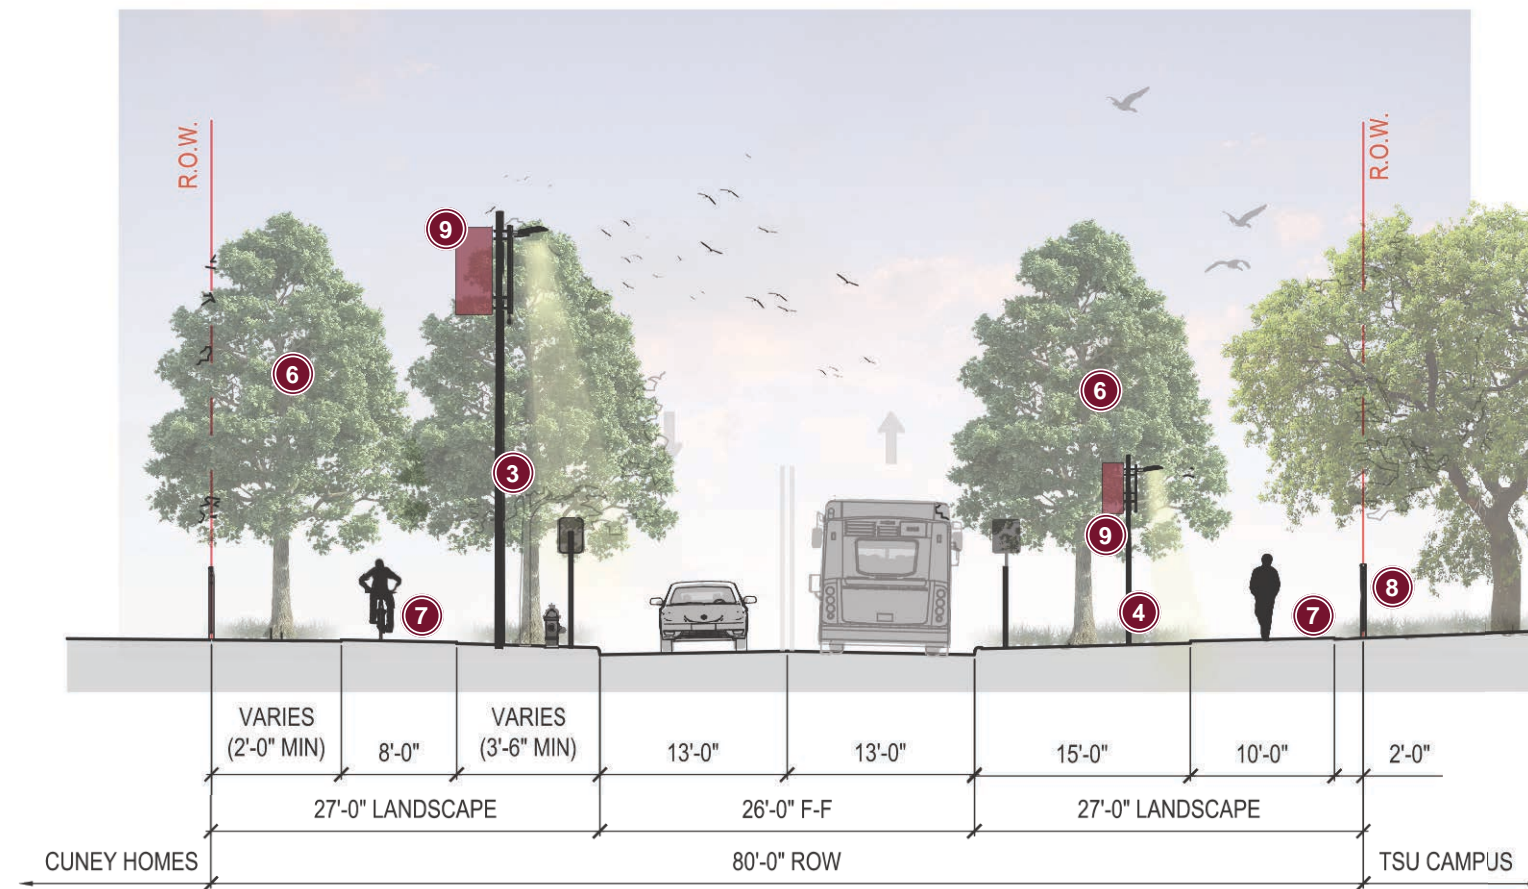 R.O.W.
R.O.W.
9
6
6
3
9
8
7
4
7
VARIES
(2'-0" MIN)
8'-0"
VARIES
(3'-6" MIN)
13'-0"
13'-0"
15'-0"
10'-0"
2'-0"
27'-0" LANDSCAPE
26'-0" F-F
27'-0" LANDSCAPE
CUNEY HOMES
80'-0" ROW
TSU CAMPUS